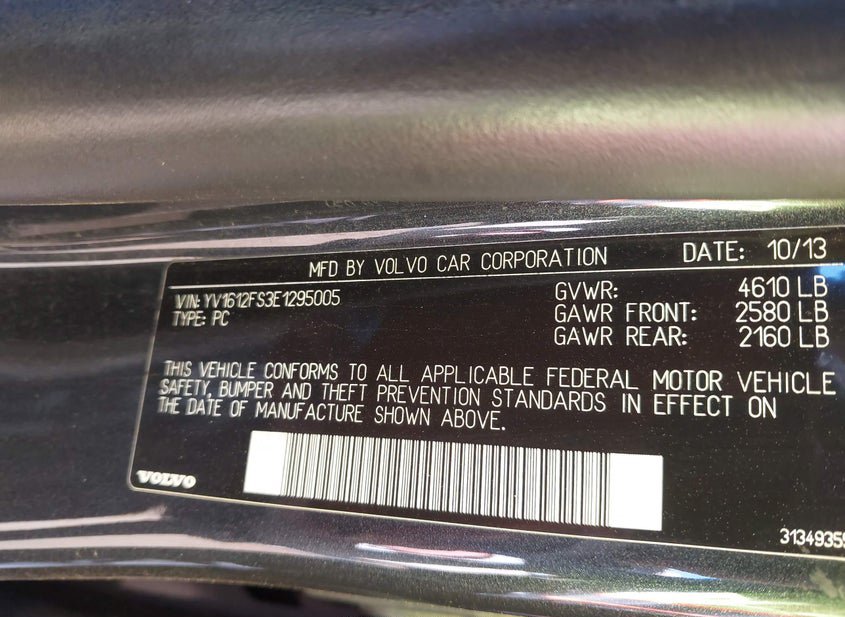 MFD BY VOLVO CAR CORPORATION DATE: 10/13
VIN: YV1612FS3E1295005
TYPE: PC
GVWR: 4610 LB
GAWR FRONT: 2580 LB
GAWR REAR: 2160 LB
THIS VEHICLE CONFORMS TO ALL APPLICABLE FEDERAL MOTOR VEHICLE
SAFETY, BUMPER AND THEFT PREVENTION STANDARDS IN EFFECT ON
THE DATE OF MANUFACTURE SHOWN ABOVE.
VOLVO